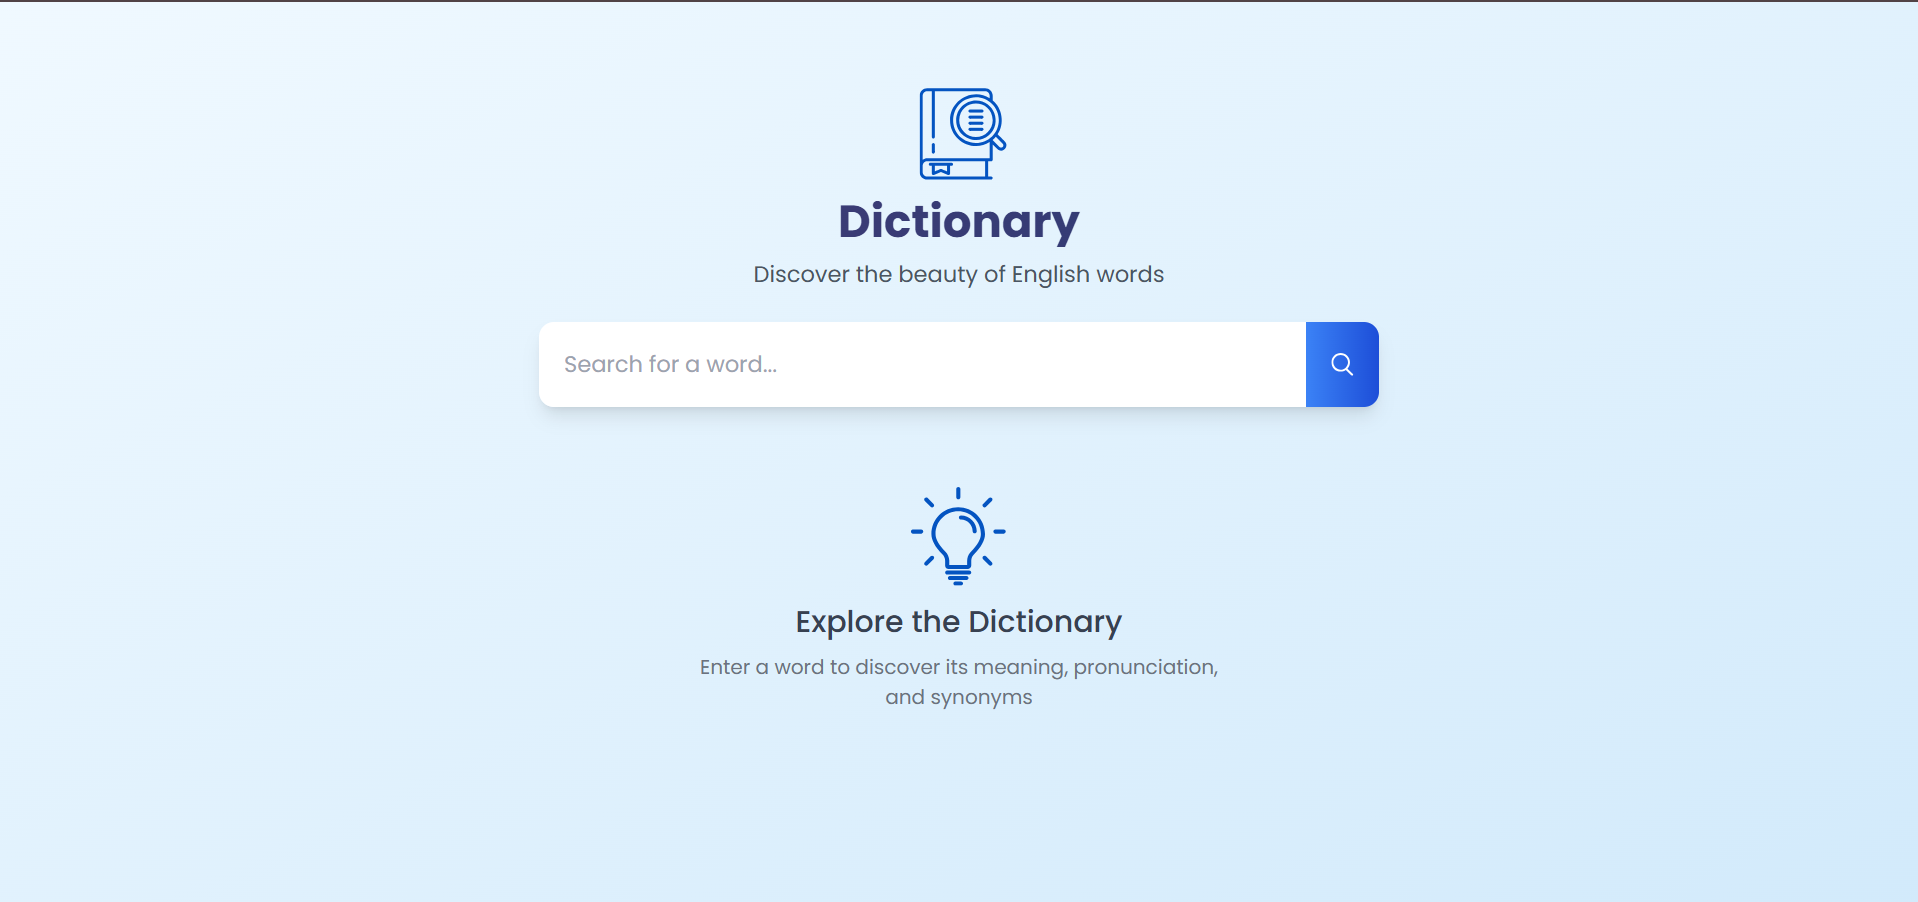 Dictionary
Discover the beauty of English words
Search for a word...
Explore the Dictionary
Enter a word to discover its meaning, pronunciation,
and synonyms